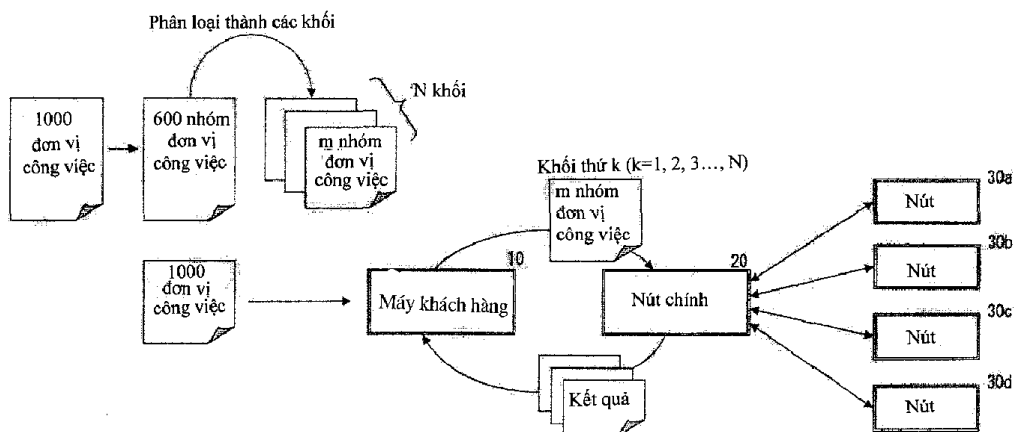 Phân loại thành các khối
N khối
1000
đơn vị
công việc
600 nhóm
đơn vị
công việc
m nhóm
đơn vị
công việc
Khối thứ k (k=1, 2, 3..., N)
m nhóm
đơn vị
công việc
1000
đơn vị
công việc
10
Máy khách hàng
20
Nút chính
Kết quả
30a
Nút
30b
Nút
30c
Nút
30d
Nút